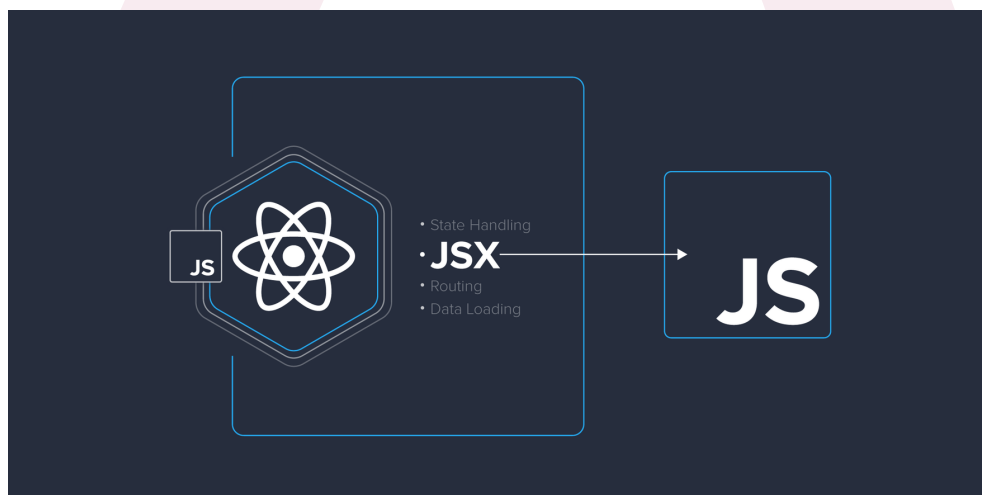 JS
• State Handling
• JSX
• Routing
• Data Loading
JS